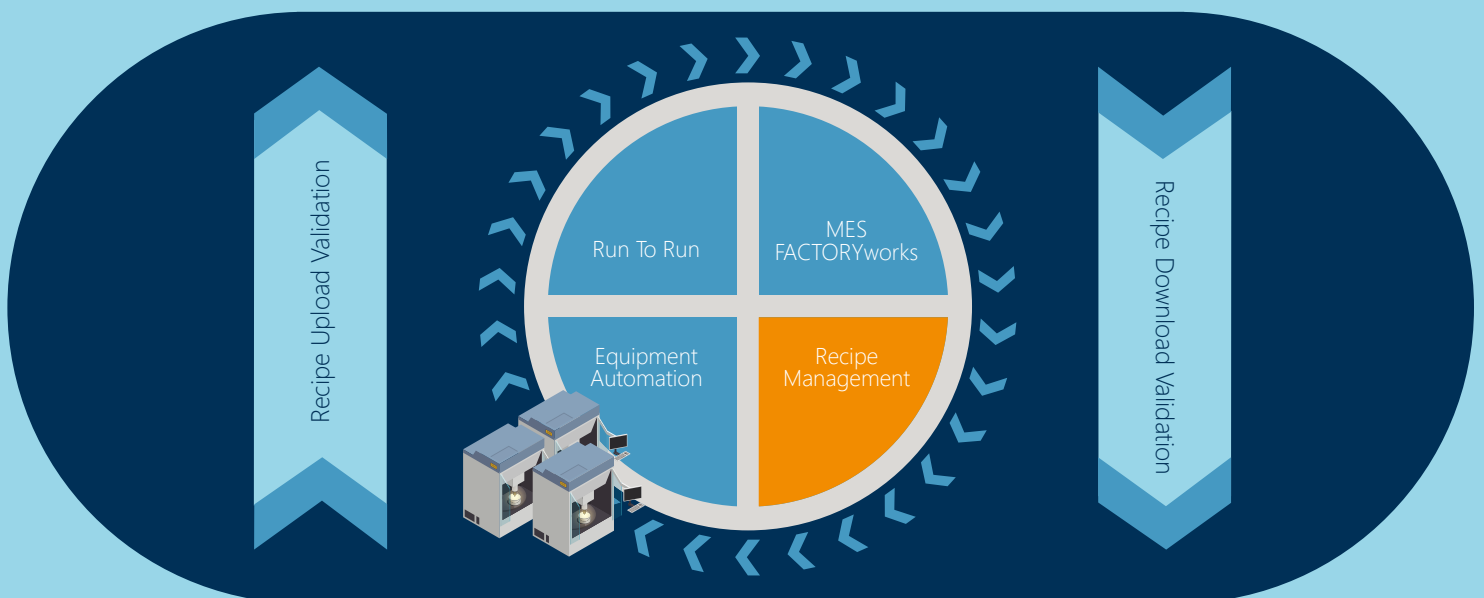 Recipe Upload Validation
Run To Run
MES
FACTORYworks
Equipment
Automation
Recipe
Management
Recipe Download Validation